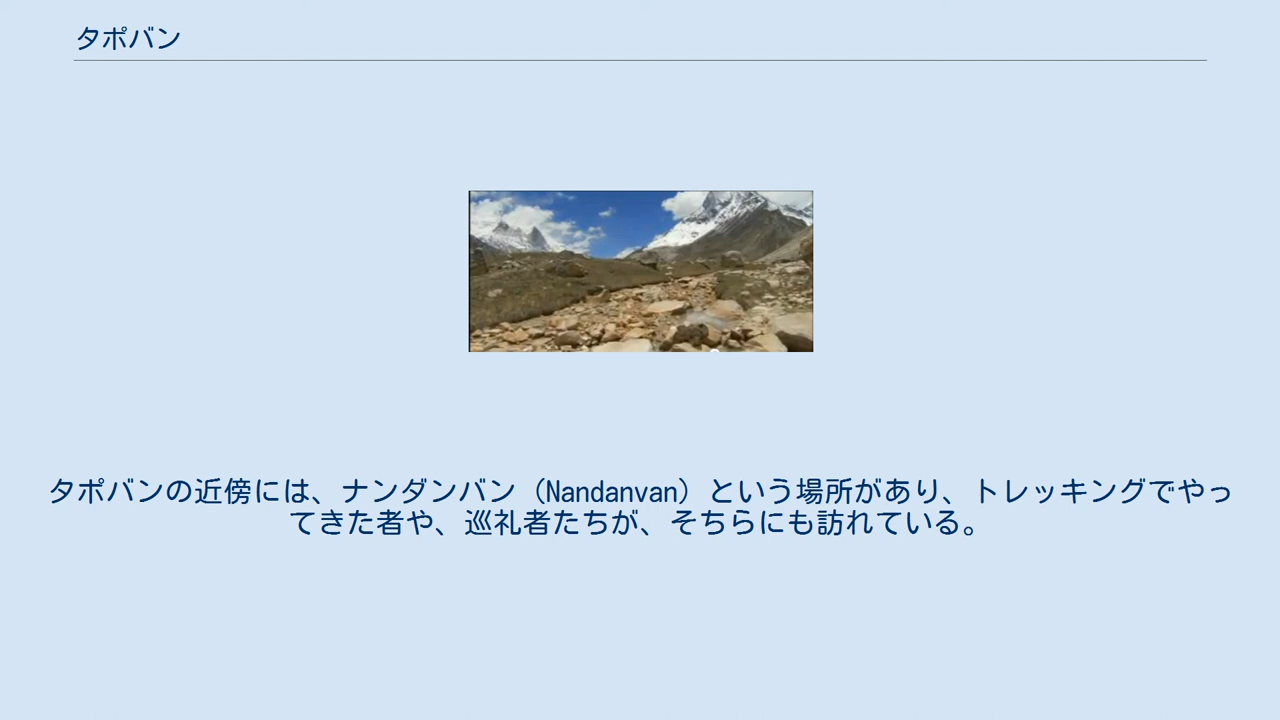 タポバン
タポバンの近傍には、ナンダンバン（Nandanvan）という場所があり、トレッキングでやっ
てきた者や、巡礼者たちが、そちらにも訪れている。